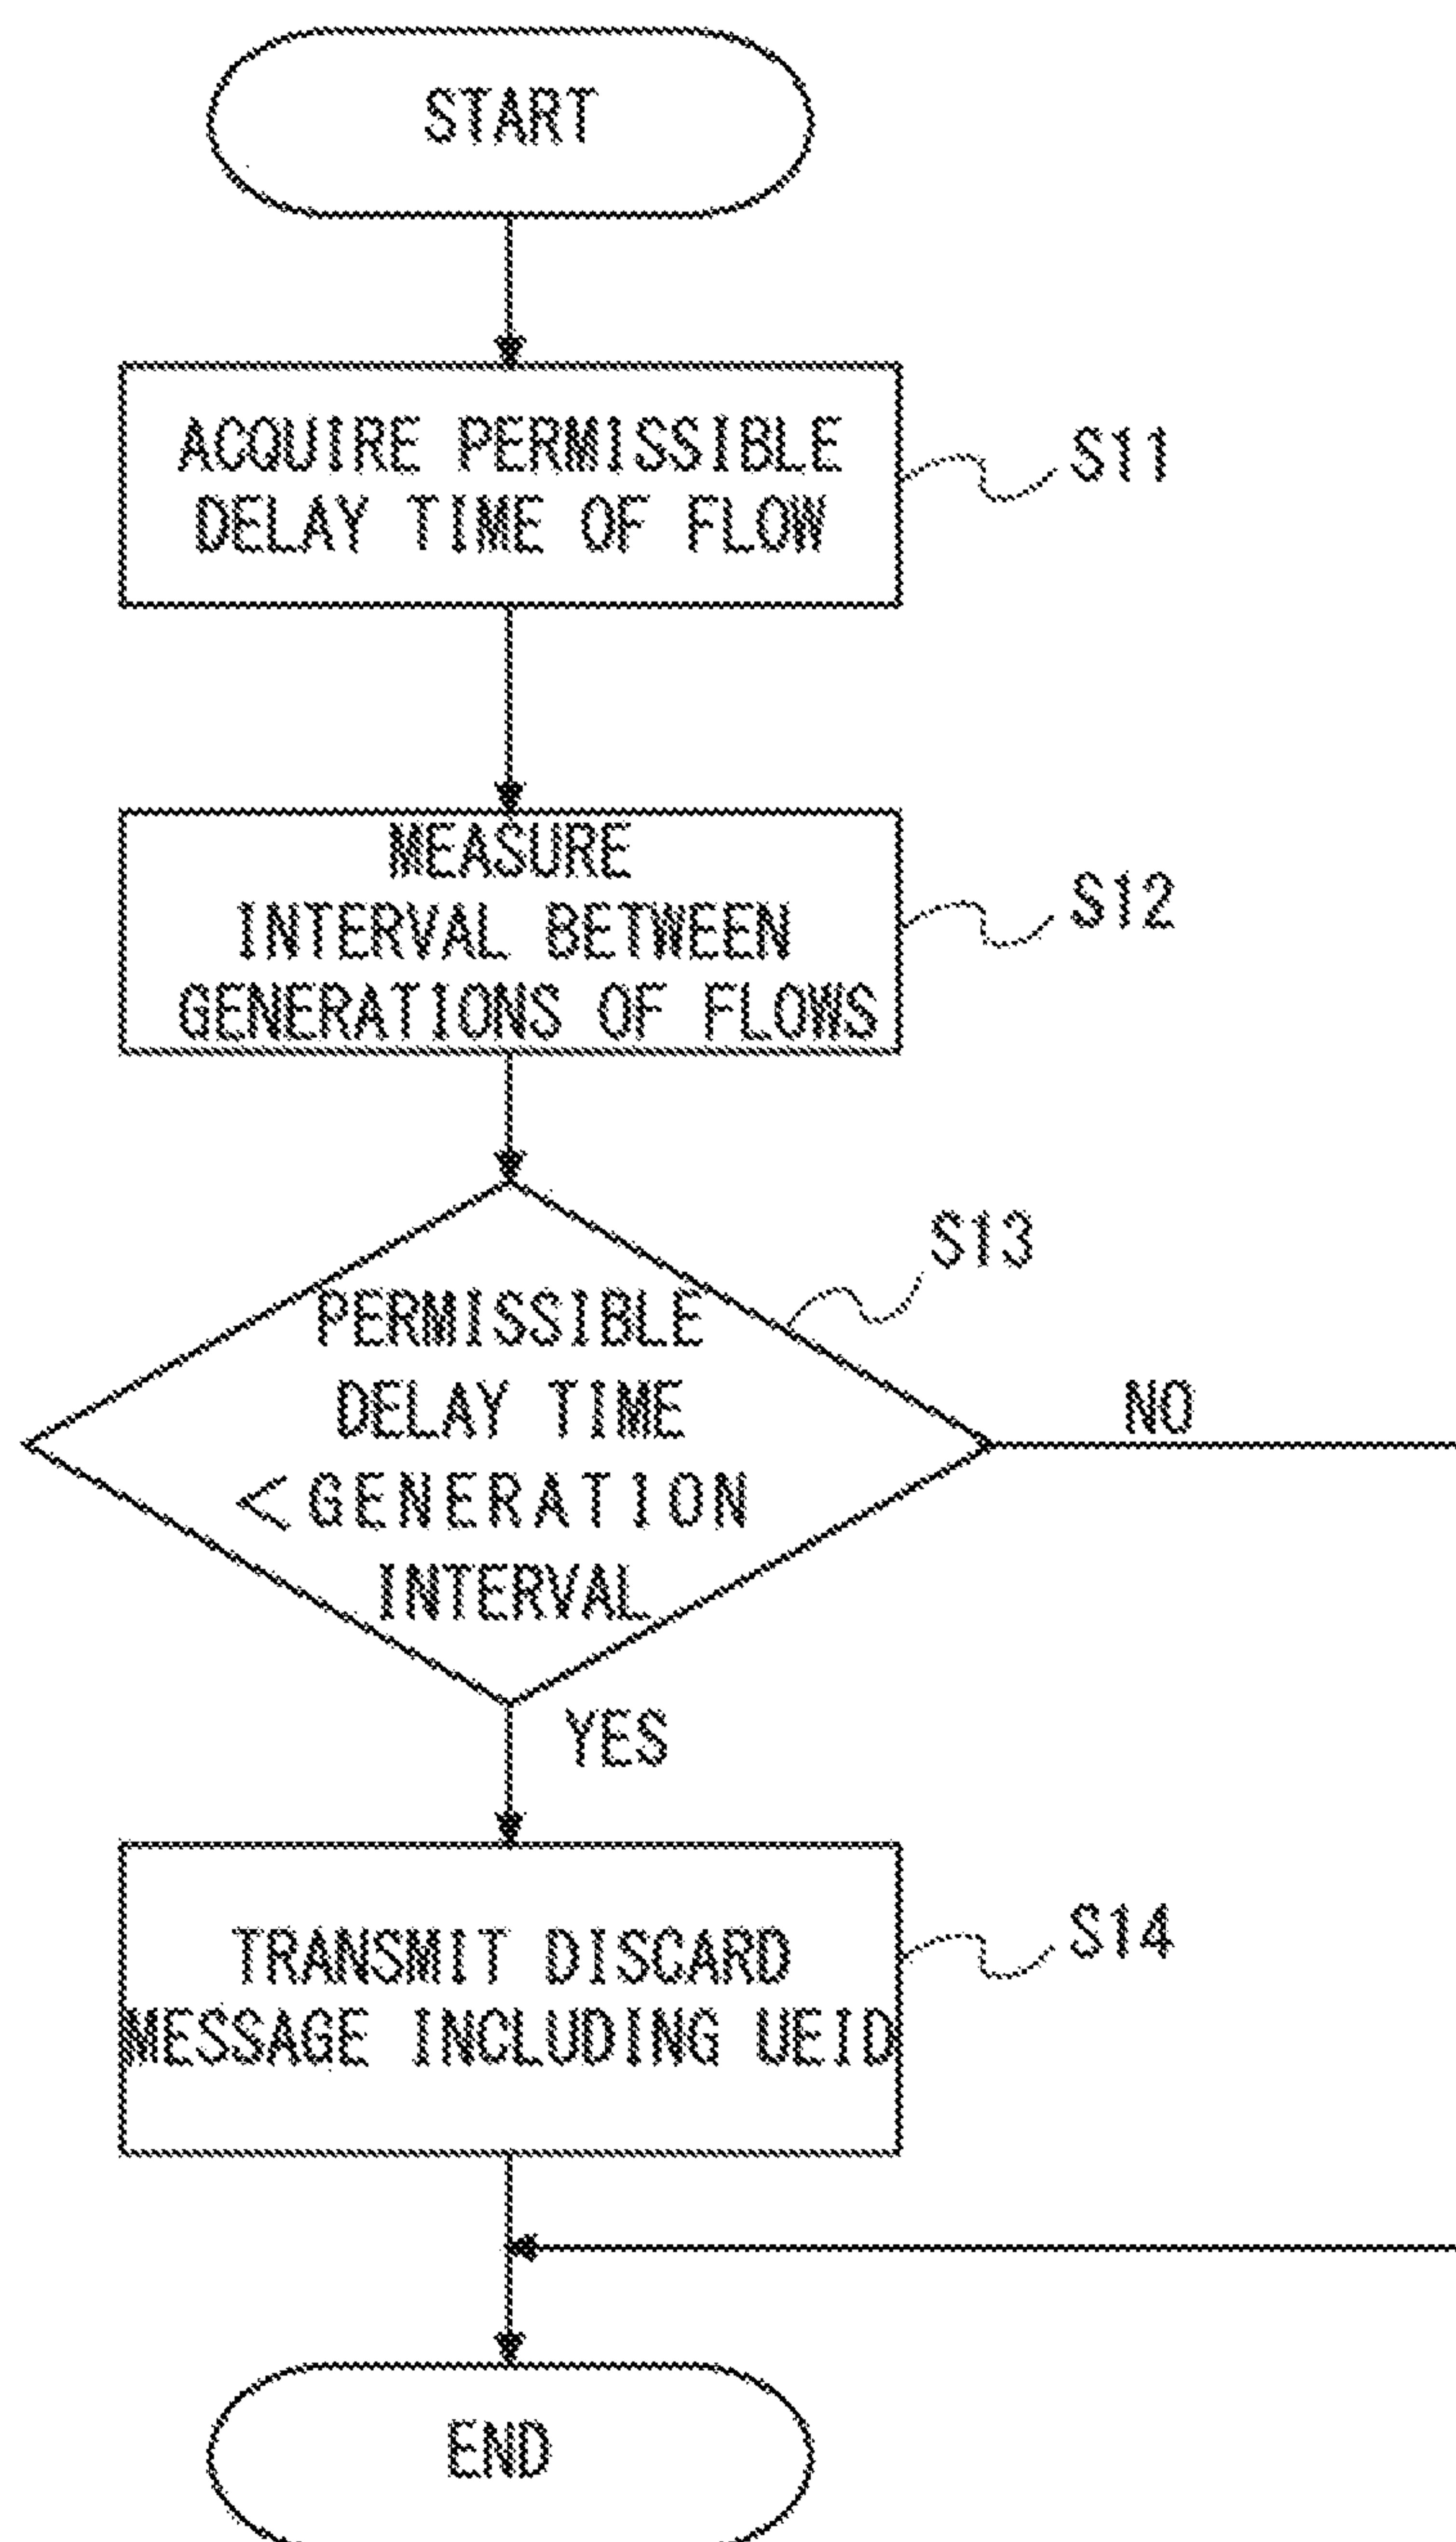 START
ACQUIRE PERMISSIBLE
DELAY TIME OF FLOW
S11
MEASURE
INTERVAL BETWEEN
GENERATIONS OF FLOWS
S12
S13
PERMISSIBLE
DELAY TIME
<GENERATION
INTERVAL
NO
YES
TRANSMIT DISCARD
MESSAGE INCLUDING UEID
S14
END